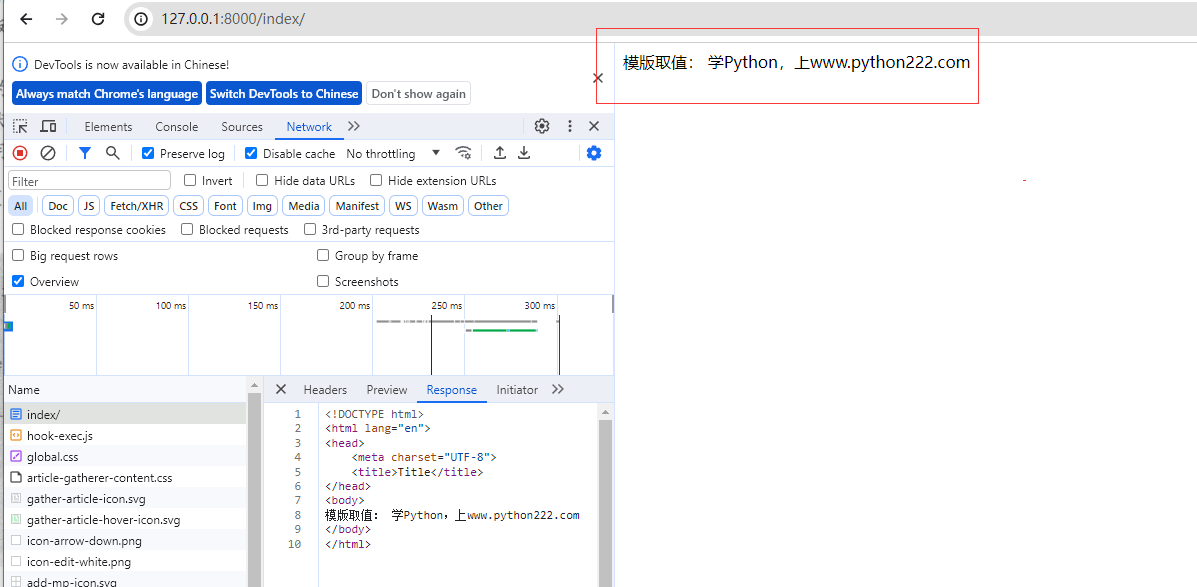 127.0.0.1:8000/index/
DevTools is now available in Chinese!
Always match Chrome's language Switch DevTools to Chinese Don't show again
模版取值： 学Python，上www.python222.com
Elements Console Sources Network
Preserve log Disable cache No throttling
Filter Invert Hide data URLs Hide extension URLs
All Doc JS Fetch/XHR CSS Font Img Media Manifest WS Wasm Other
Blocked response cookies Blocked requests 3rd-party requests
Big request rows Group by frame
Overview Screenshots
50 ms 100 ms 150 ms 200 ms 250 ms 300 ms
Name
index/
hook-exec.js
global.css
article-gatherer-content.css
gather-article-icon.svg
gather-article-hover-icon.svg
icon-arrow-down.png
icon-edit-white.png
add-mp-icon.svg
Headers Preview Response Initiator
1 <!DOCTYPE html>
2 <html lang="en">
3 <head>
4 <meta charset="UTF-8">
5 <title>Title</title>
6 </head>
7 <body>
8 模版取值： 学Python，上www.python222.com
9 </body>
10 </html>